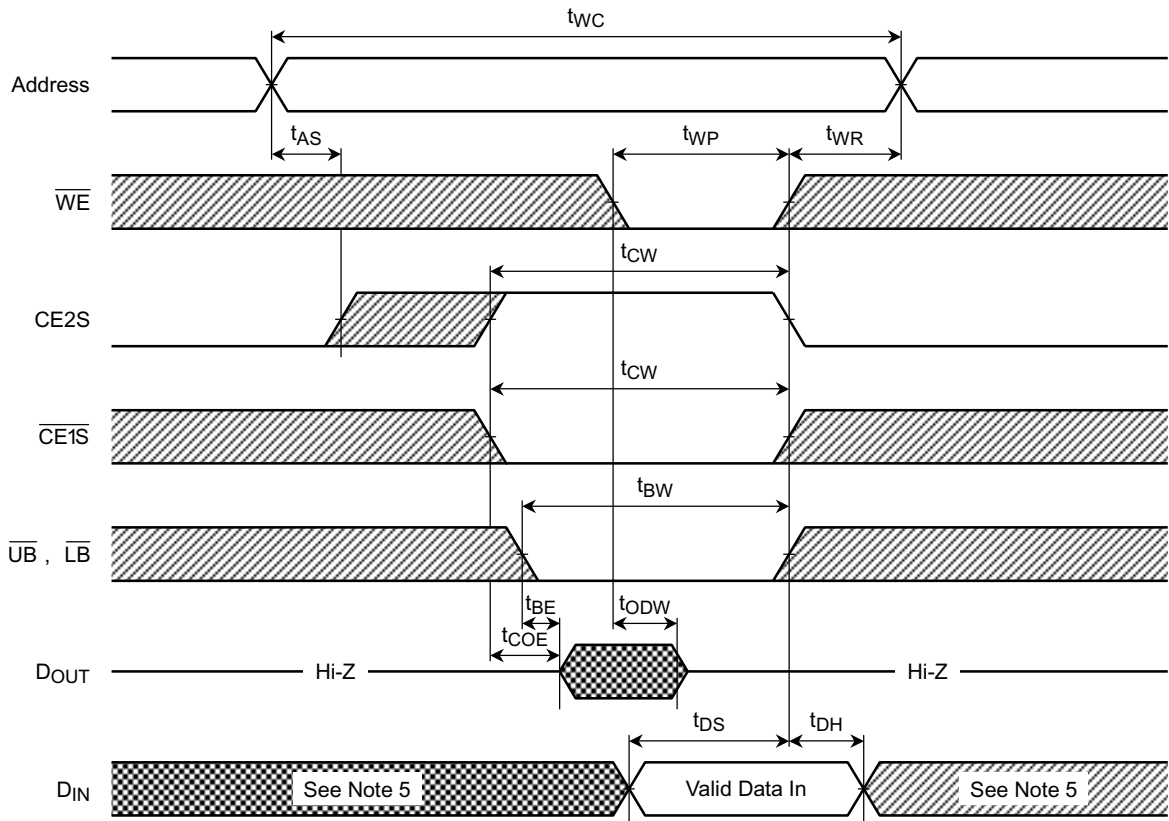 tWC
Address
tAS
tWP
tWR
WE
tCW
CE2S
tCW
CE1S
tBW
UB , LB
tBE
tODW
tCOE
DOUT
Hi-Z
Hi-Z
tDS
tDH
DIN
See Note 5
Valid Data In
See Note 5